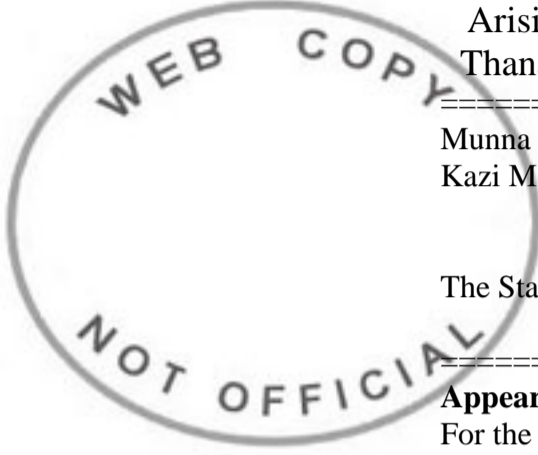 WEB COPY
NOT OFFICIAL
Arisi
Than
=======
Munna
Kazi M
The Sta
=======
Appear
For the